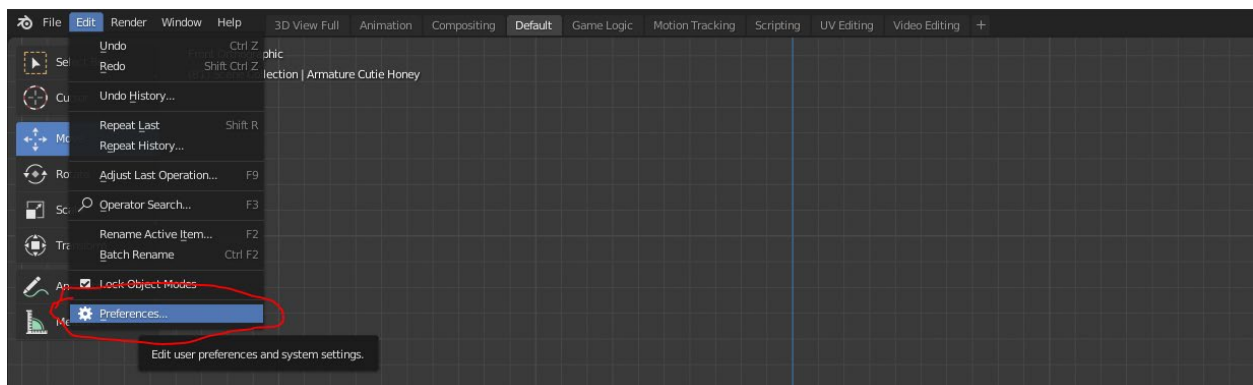 File Edit Render Window Help 3D View Full Animation Compositing Default Game Logic Motion Tracking Scripting UV Editing Video Editing +
Undo Ctrl Z
Redo Shift Ctrl Z
lection | Armature Cutie Honey
Undo History...
Repeat Last Shift R
Repeat History...
Adjust Last Operation... F9
Operator Search... F3
Rename Active Item... F2
Batch Rename Ctrl F2
Lock Object Modes
Preferences...
Edit user preferences and system settings.